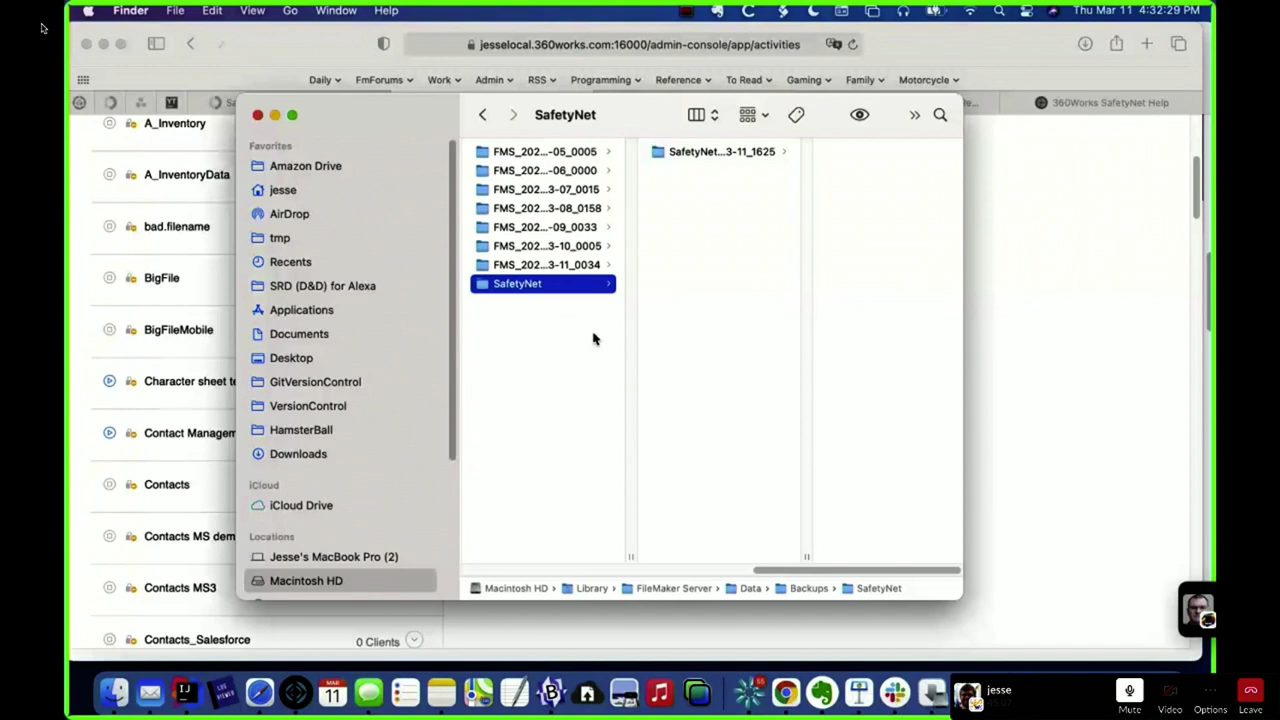 Finder File Edit View Go Window Help Thu Mar 11 4:32:29 PM
jesselocal.360works.com:16000/admin-console/app/activities
Daily FmForums Work Admin RSS Programming Reference To Read Gaming Family Motorcycle
360Works SafetyNet Help
A_Inventory
A_InventoryData
bad.filename
BigFile
BigFileMobile
Character sheet te
Contact Managem
Contacts
Contacts MS dem
Contacts MS3
Contacts_Salesforce
0 Clients
SafetyNet
Favorites
Amazon Drive
jesse
AirDrop
tmp
Recents
SRD (D&D) for Alexa
Applications
Documents
Desktop
GitVersionControl
VersionControl
HamsterBall
Downloads
iCloud
iCloud Drive
Locations
Jesse's MacBook Pro (2)
Macintosh HD
FMS_202...-05_0005
FMS_202...-06_0000
FMS_202...3-07_0015
FMS_202...3-08_0158
FMS_202...-09_0033
FMS_202...3-10_0005
FMS_202...3-11_0034
SafetyNet
SafetyNet...3-11_1625
Macintosh HD > Library > FileMaker Server > Data > Backups > SafetyNet
MAR
11
jesse
Mute Video Options Leave